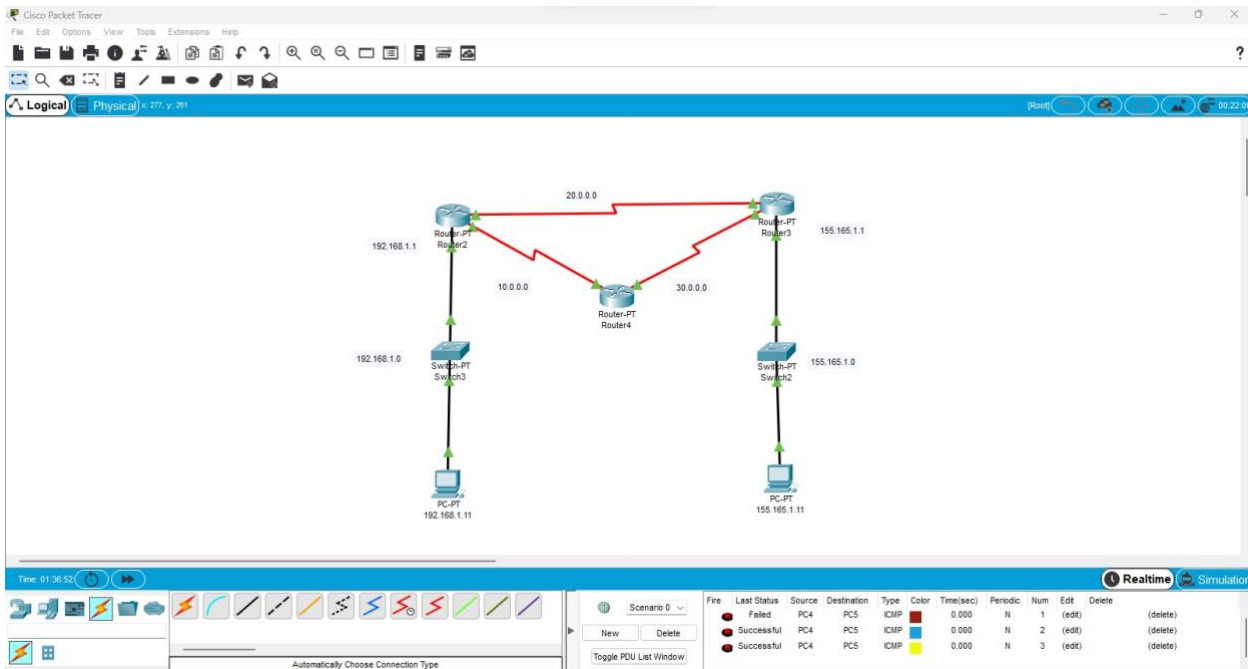 Cisco Packet Tracer
File Edit Options View Tools Extensions Help
?
Logical Physical x: 277, y: 281 [Root] 00:22:00
20.0.0.0
Router-PT
Router2
Router-PT
Router3
192.168.1.1
155.165.1.1
10.0.0.0
30.0.0.0
Router-PT
Router4
192.168.1.0
Switch-PT
Switch3
Switch-PT
Switch2
155.165.1.0
PC-PT
192.168.1.11
PC-PT
155.165.1.11
Time: 01:36:52 Realtime Simulation
Scenario 0
New Delete
Toggle PDU List Window
Fire Last Status Source Destination Type Color Time(sec) Periodic Num Edit Delete
Failed PC4 PC5 ICMP 0.000 N 1 (edit) (delete)
Successful PC4 PC5 ICMP 0.000 N 2 (edit) (delete)
Successful PC4 PC5 ICMP 0.000 N 3 (edit) (delete)
Automatically Choose Connection Type